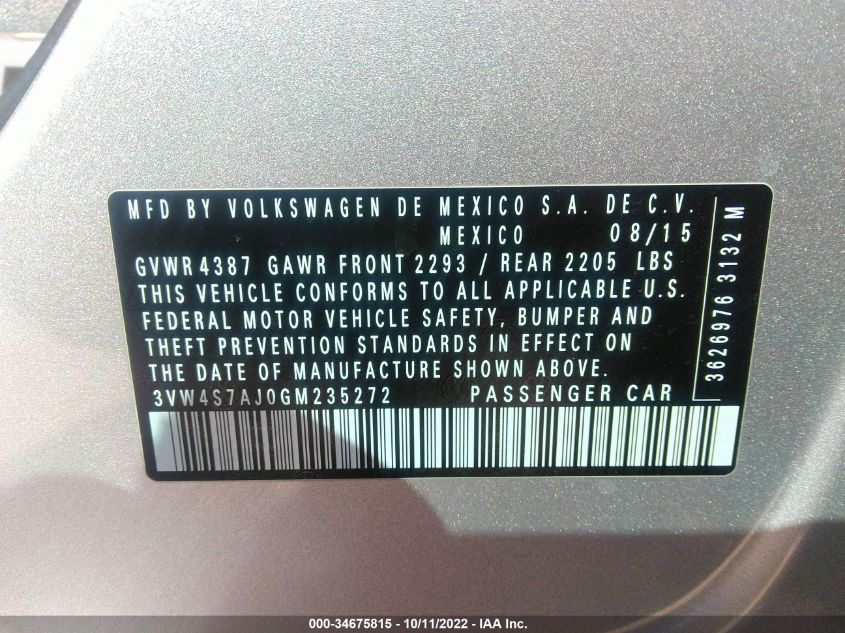 MFD BY VOLKSWAGEN DE MEXICO S.A. DE C.V.
MEXICO 08/15
GVWR 4387 GAWR FRONT 2293 / REAR 2205 LBS
THIS VEHICLE CONFORMS TO ALL APPLICABLE U.S.
FEDERAL MOTOR VEHICLE SAFETY, BUMPER AND
THEFT PREVENTION STANDARDS IN EFFECT ON
THE DATE OF MANUFACTURE SHOWN ABOVE.
3VW4S7AJ0GM235272 PASSENGER CAR
3626976 3132 M
000-34675815 - 10/11/2022 - IAA Inc.